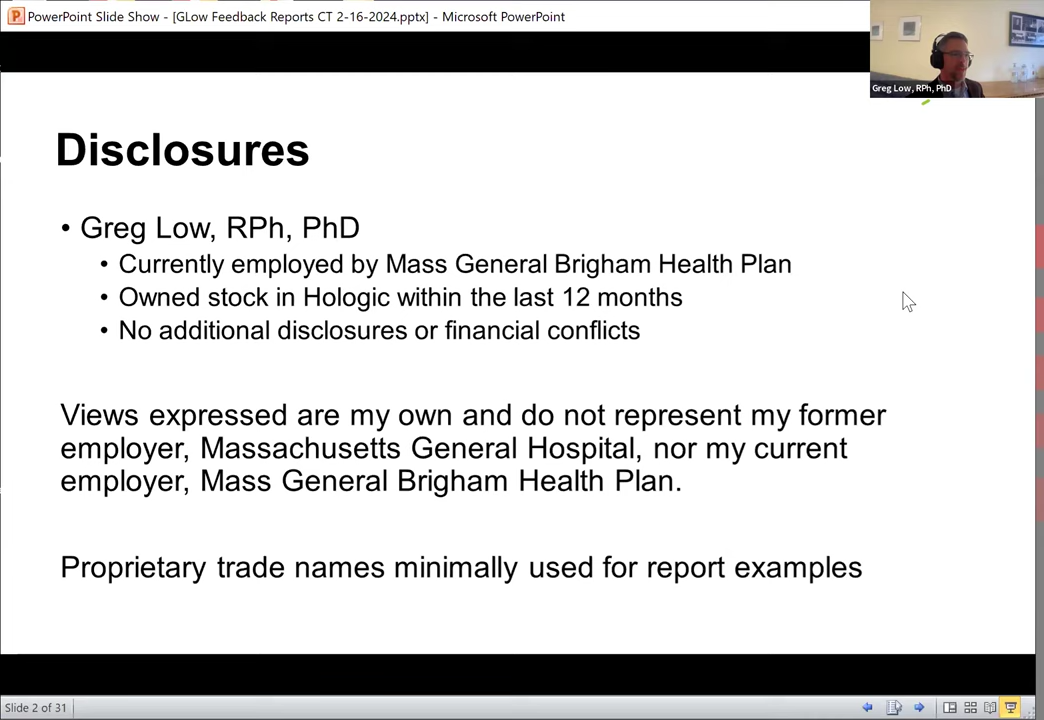 PowerPoint Slide Show - [GLow Feedback Reports CT 2-16-2024.pptx] - Microsoft PowerPoint
Greg Low, RPh, PhD
Disclosures
• Greg Low, RPh, PhD
• Currently employed by Mass General Brigham Health Plan
• Owned stock in Hologic within the last 12 months
• No additional disclosures or financial conflicts
Views expressed are my own and do not represent my former
employer, Massachusetts General Hospital, nor my current
employer, Mass General Brigham Health Plan.
Proprietary trade names minimally used for report examples
Slide 2 of 31